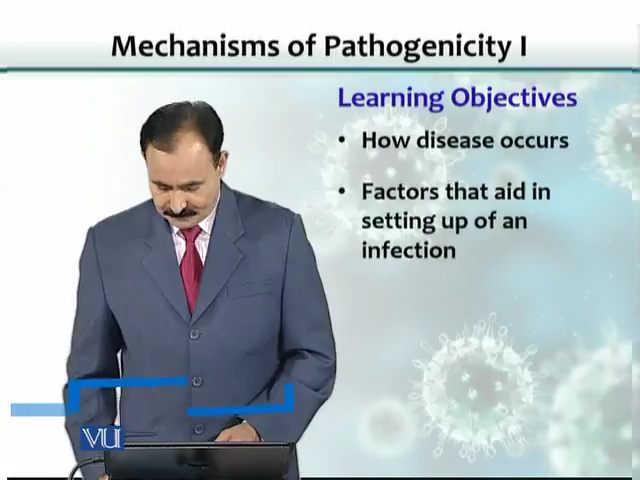 Mechanisms of Pathogenicity I
Learning Objectives
• How disease occurs
• Factors that aid in
setting up of an
infection
VU